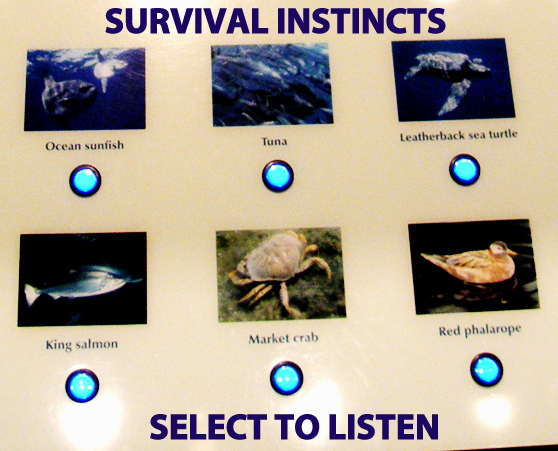 SURVIVAL INSTINCTS
Ocean sunfish
Tuna
Leatherback sea turtle
King salmon
Market crab
Red phalarope
SELECT TO LISTEN